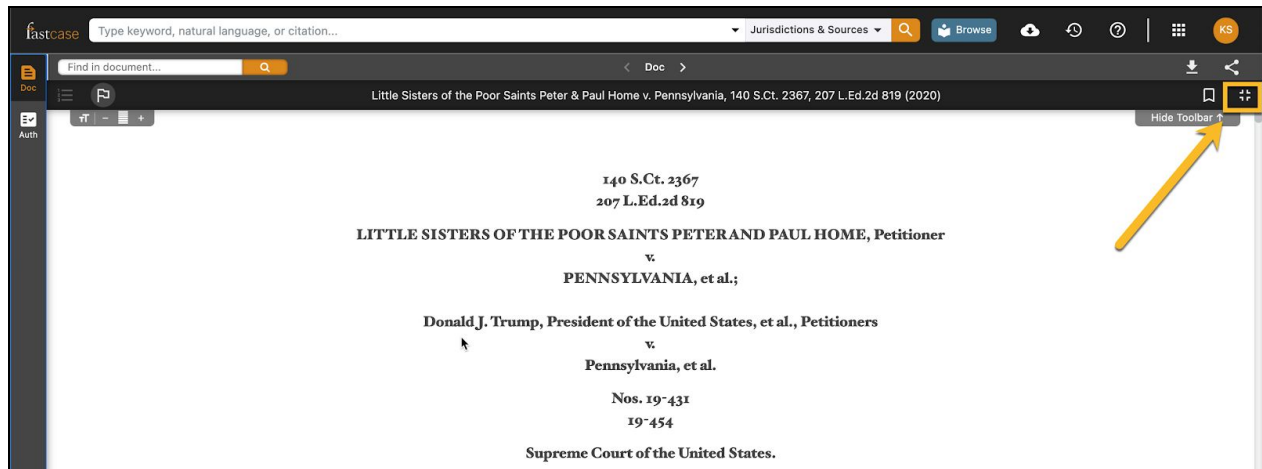 fastcase Type keyword, natural language, or citation... Jurisdictions & Sources Browse KS
Find in document... Doc
Doc
Little Sisters of the Poor Saints Peter & Paul Home v. Pennsylvania, 140 S.Ct. 2367, 207 L.Ed.2d 819 (2020)
Auth
TT - + Hide Toolbar ↑
140 S.Ct. 2367
207 L.Ed.2d 819
LITTLE SISTERS OF THE POOR SAINTS PETER AND PAUL HOME, Petitioner
v.
PENNSYLVANIA, et al.;
Donald J. Trump, President of the United States, et al., Petitioners
v.
Pennsylvania, et al.
Nos. 19-431
19-454
Supreme Court of the United States.